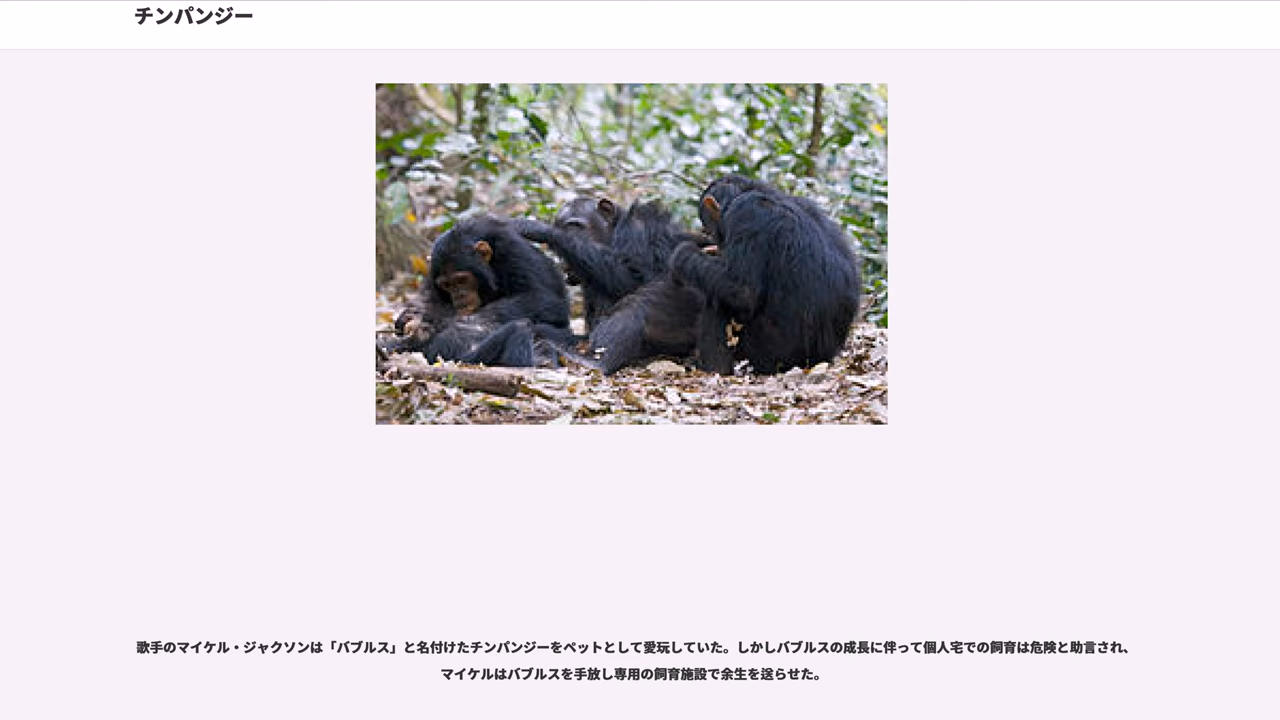 チンパンジー
歌手のマイケル・ジャクソンは「バブルス」と名付けたチンパンジーをペットとして愛玩していた。しかしバブルスの成長に伴って個人宅での飼育は危険と助言され、
マイケルはバブルスを手放し専用の飼育施設で余生を送らせた。